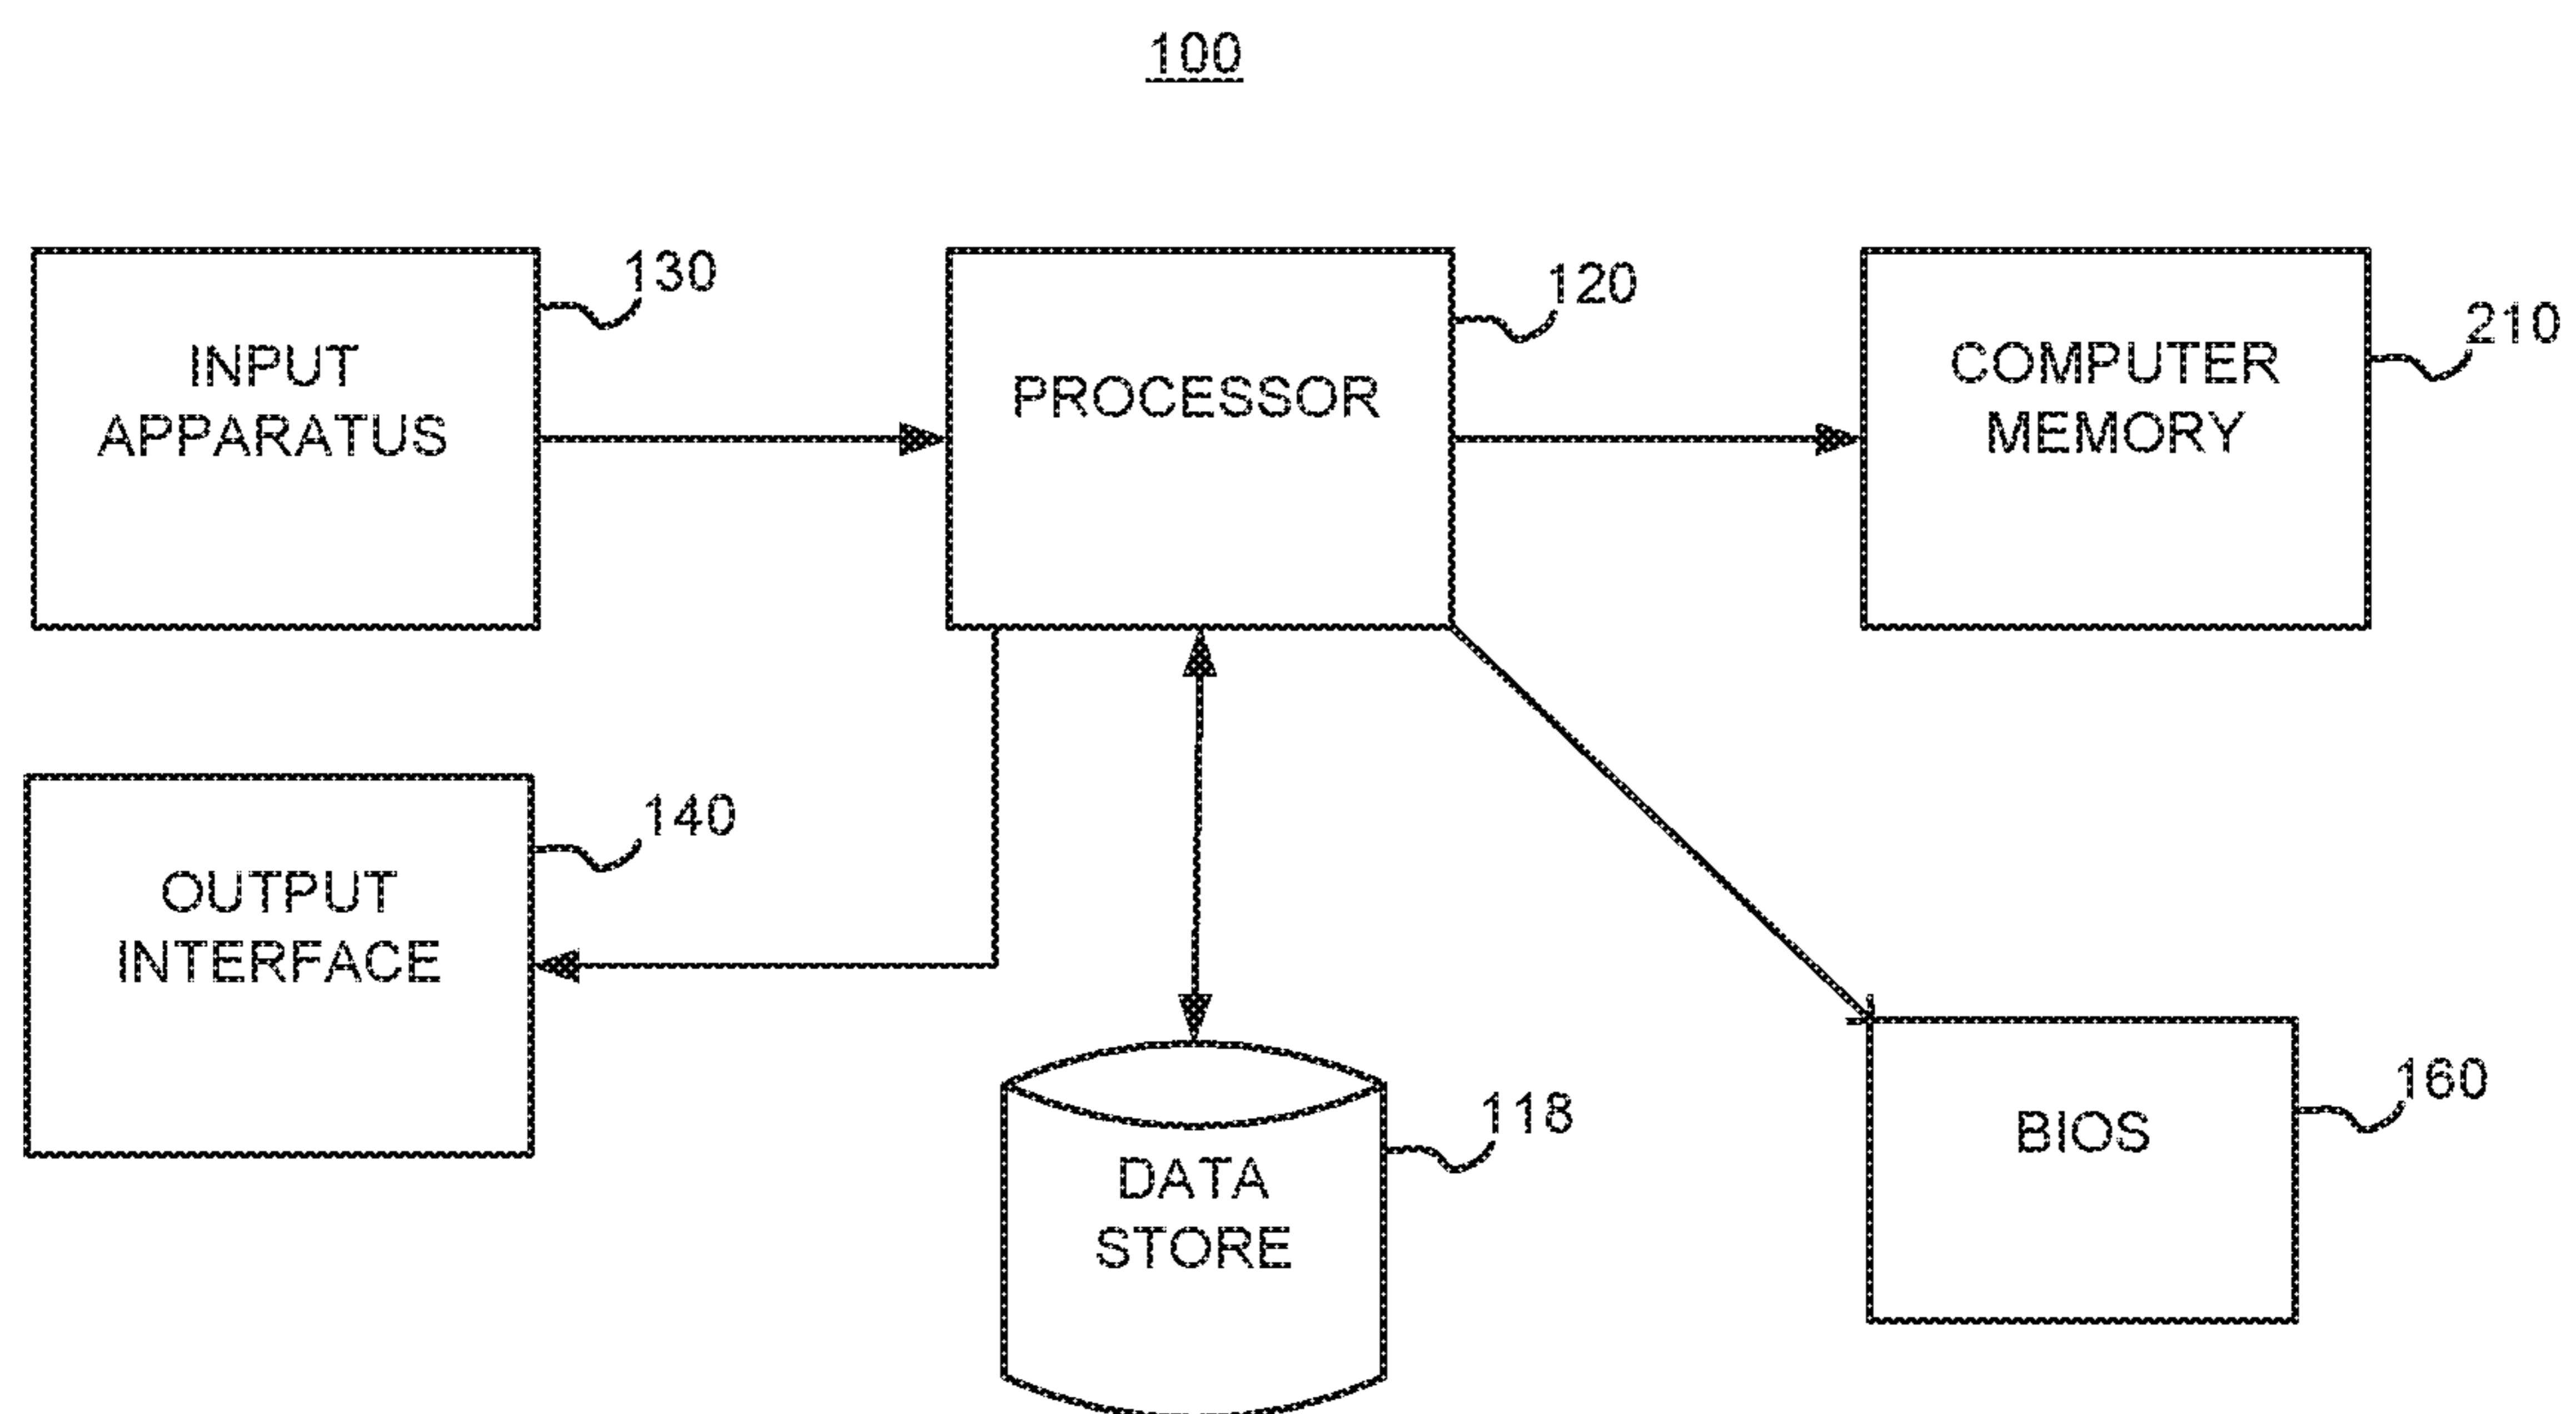 100
INPUT
APPARATUS
130
PROCESSOR
120
COMPUTER
MEMORY
210
OUTPUT
INTERFACE
140
DATA
STORE
118
BIOS
160